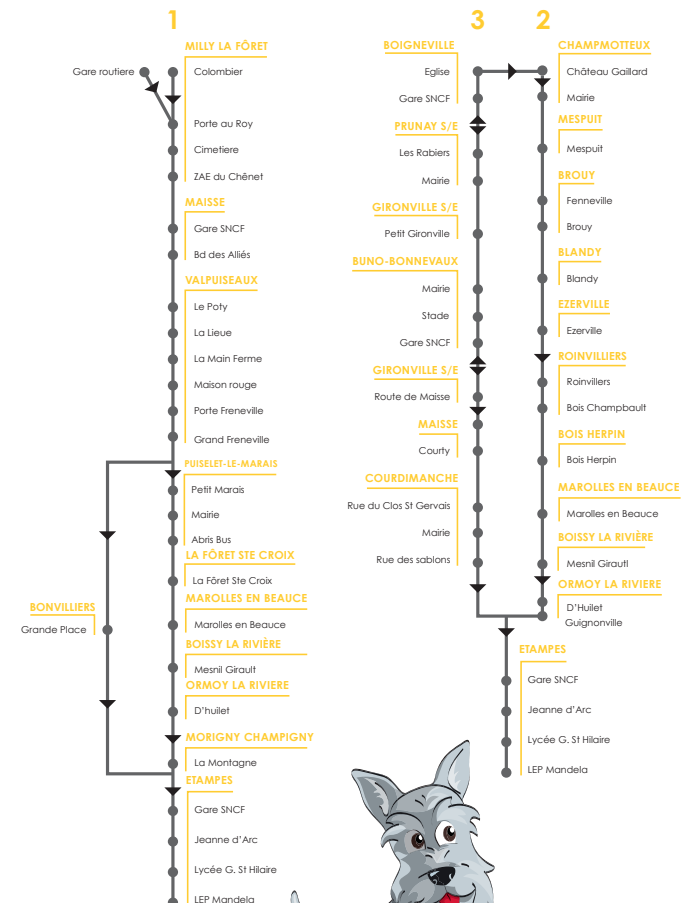 1
MILLY LA FÔRET
Gare routiere
Colombier
Porte au Roy
Cimetiere
ZAE du Chênet
MAISSE
Gare SNCF
Bd des Alliés
VALPUISEAUX
Le Poty
La Lieue
La Main Ferme
Maison rouge
Porte Freneville
Grand Freneville
PUISELET-LE-MARAIS
Petit Marais
Mairie
Abris Bus
LA FÔRET STE CROIX
La Fôret Ste Croix
MAROLLES EN BEAUCE
Marolles en Beauce
BOISSY LA RIVIÈRE
Mesnil Girault
ORMOY LA RIVIERE
D'huilet
MORIGNY CHAMPIGNY
La Montagne
BONVILLIERS
Grande Place
ETAMPES
Gare SNCF
Jeanne d'Arc
Lycée G. St Hilaire
LEP Mandela
3
BOIGNEVILLE
Eglise
Gare SNCF
PRUNAY S/E
Les Rabiers
Mairie
GIRONVILLE S/E
Petit Gironville
BUNO-BONNEVAUX
Mairie
Stade
Gare SNCF
GIRONVILLE S/E
Route de Maisse
MAISSE
Courty
COURDIMANCHE
Rue du Clos St Gervais
Mairie
Rue des sablons
2
CHAMPMOTTEUX
Château Gaillard
Mairie
MESPUIT
Mespuit
BROUY
Fenneville
Brouy
BLANDY
Blandy
EZERVILLE
Ezerville
ROINVILLIERS
Roinvillers
Bois Champbault
BOIS HERPIN
Bois Herpin
MAROLLES EN BEAUCE
Marolles en Beauce
BOISSY LA RIVIÈRE
Mesnil Girautl
ORMOY LA RIVIERE
D'Huilet
Guignonville
ETAMPES
Gare SNCF
Jeanne d'Arc
Lycée G. St Hilaire
LEP Mandela